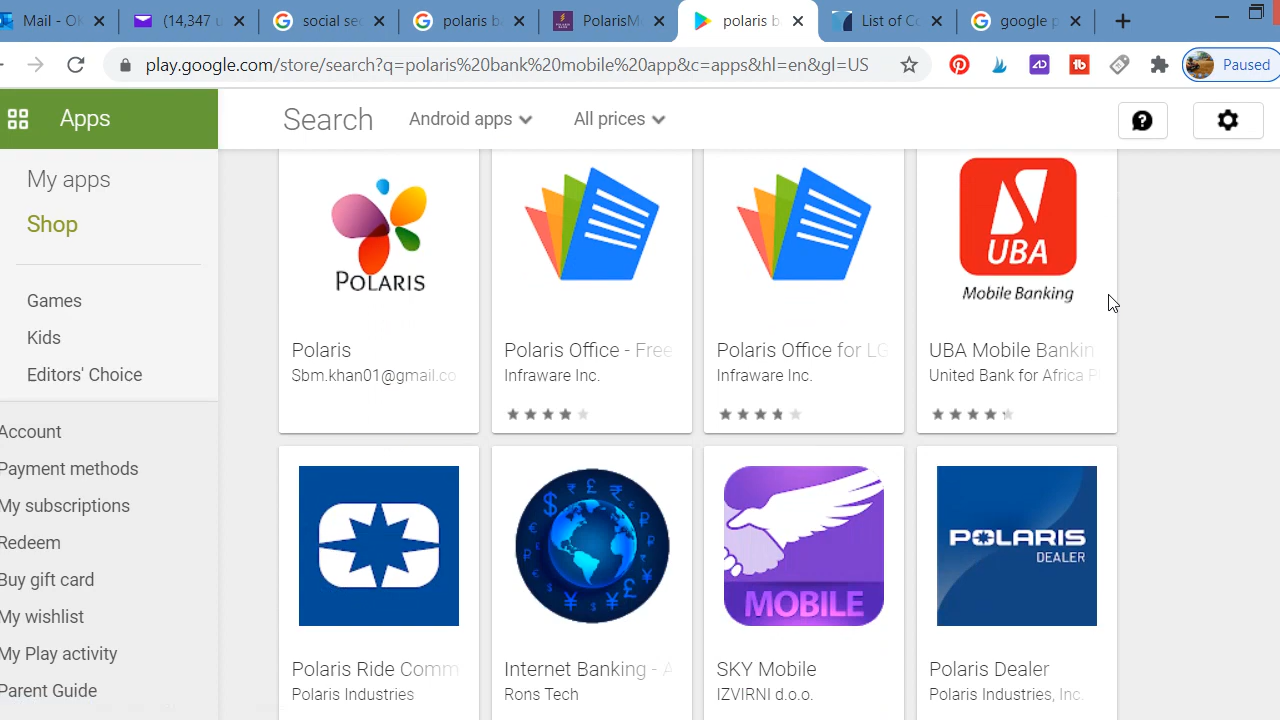 Mail - O
(14,347 u
social sec
polaris b
PolarisM
polaris b
List of Co
google p
play.google.com/store/search?q=polaris%20bank%20mobile%20app&c=apps&hl=en&gl=US
Paused
Apps
Search
Android apps
All prices
My apps
Shop
Games
Kids
Editors' Choice
Account
Payment methods
My subscriptions
Redeem
Buy gift card
My wishlist
My Play activity
Parent Guide
POLARIS
Polaris
Sbm.khan01@gmail.co
Polaris Office - Free
Infraware Inc.
Polaris Office for LG
Infraware Inc.
UBA
Mobile Banking
UBA Mobile Bankin
United Bank for Africa P
Polaris Ride Comm
Polaris Industries
Internet Banking - A
Rons Tech
MOBILE
SKY Mobile
IZVIRNI d.o.o.
POLARIS
DEALER
Polaris Dealer
Polaris Industries, Inc.